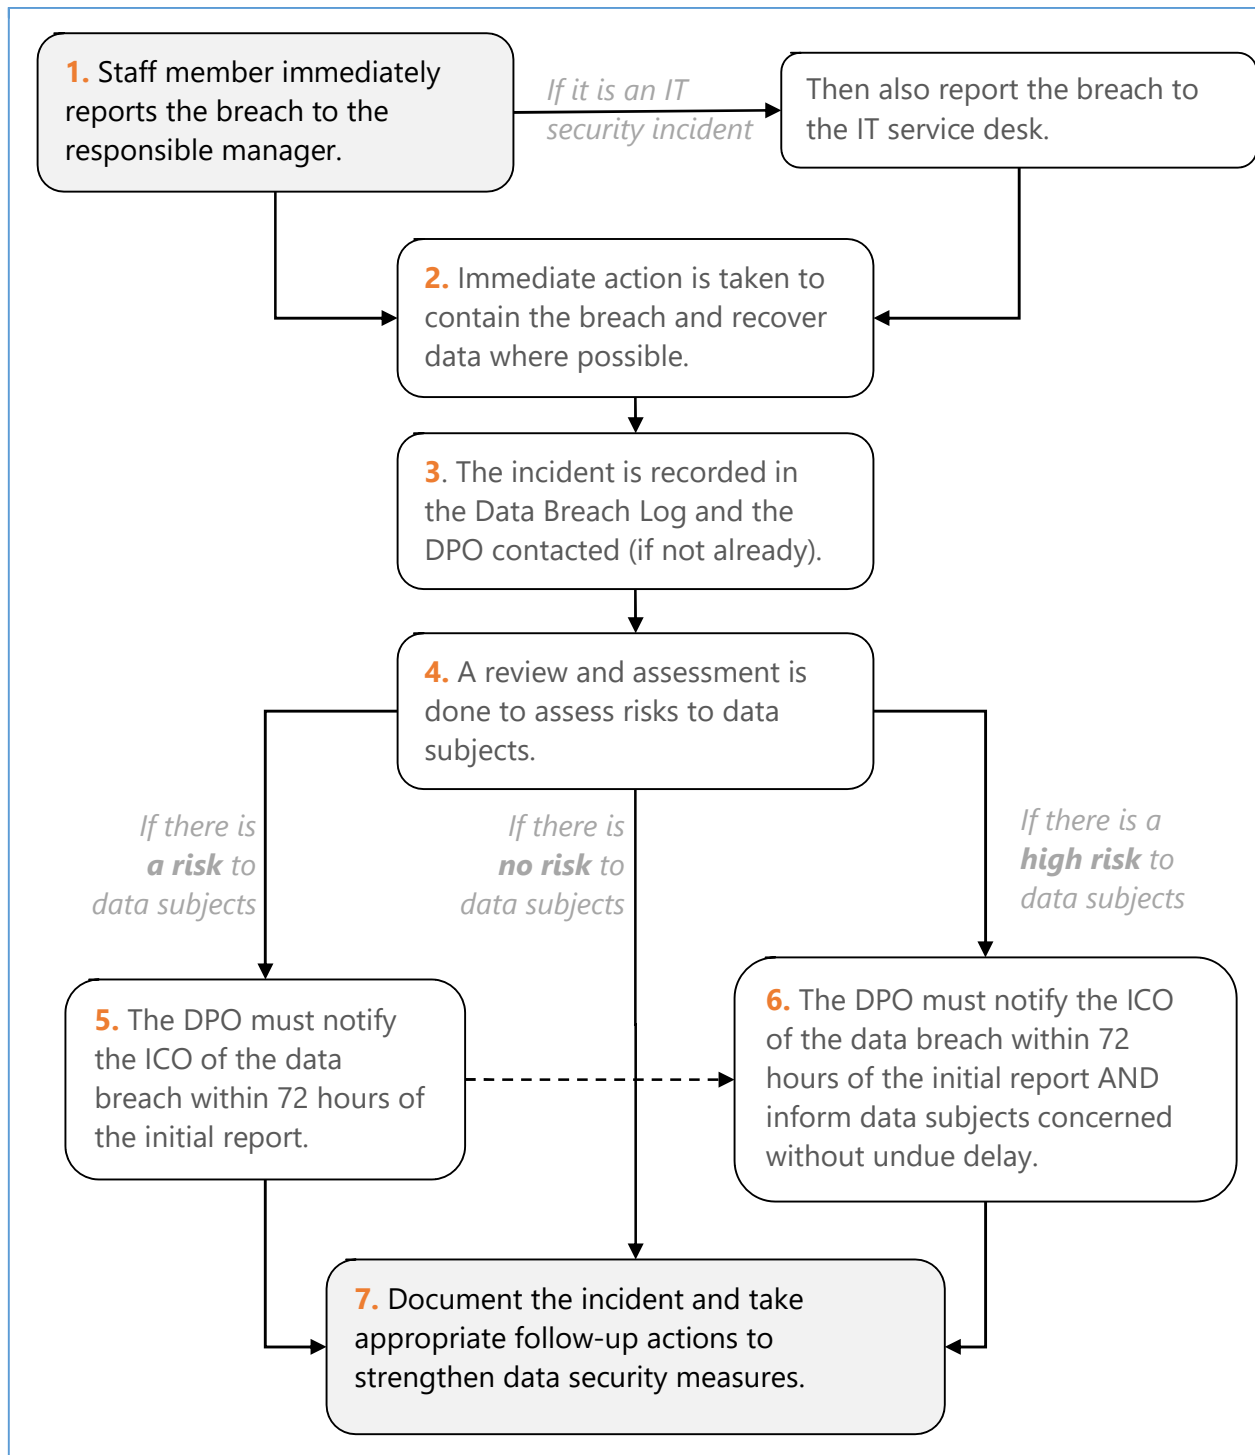 1. Staff member immediately
reports the breach to the
responsible manager.
If it is an IT
security incident
Then also report the breach to
the IT service desk.
2. Immediate action is taken to
contain the breach and recover
data where possible.
3. The incident is recorded in
the Data Breach Log and the
DPO contacted (if not already).
4. A review and assessment is
done to assess risks to data
subjects.
If there is
a risk to
data subjects
If there is
no risk to
data subjects
If there is a
high risk to
data subjects
5. The DPO must notify
the ICO of the data
breach within 72 hours of
the initial report.
6. The DPO must notify the ICO
of the data breach within 72
hours of the initial report AND
inform data subjects concerned
without undue delay.
7. Document the incident and take
appropriate follow-up actions to
strengthen data security measures.